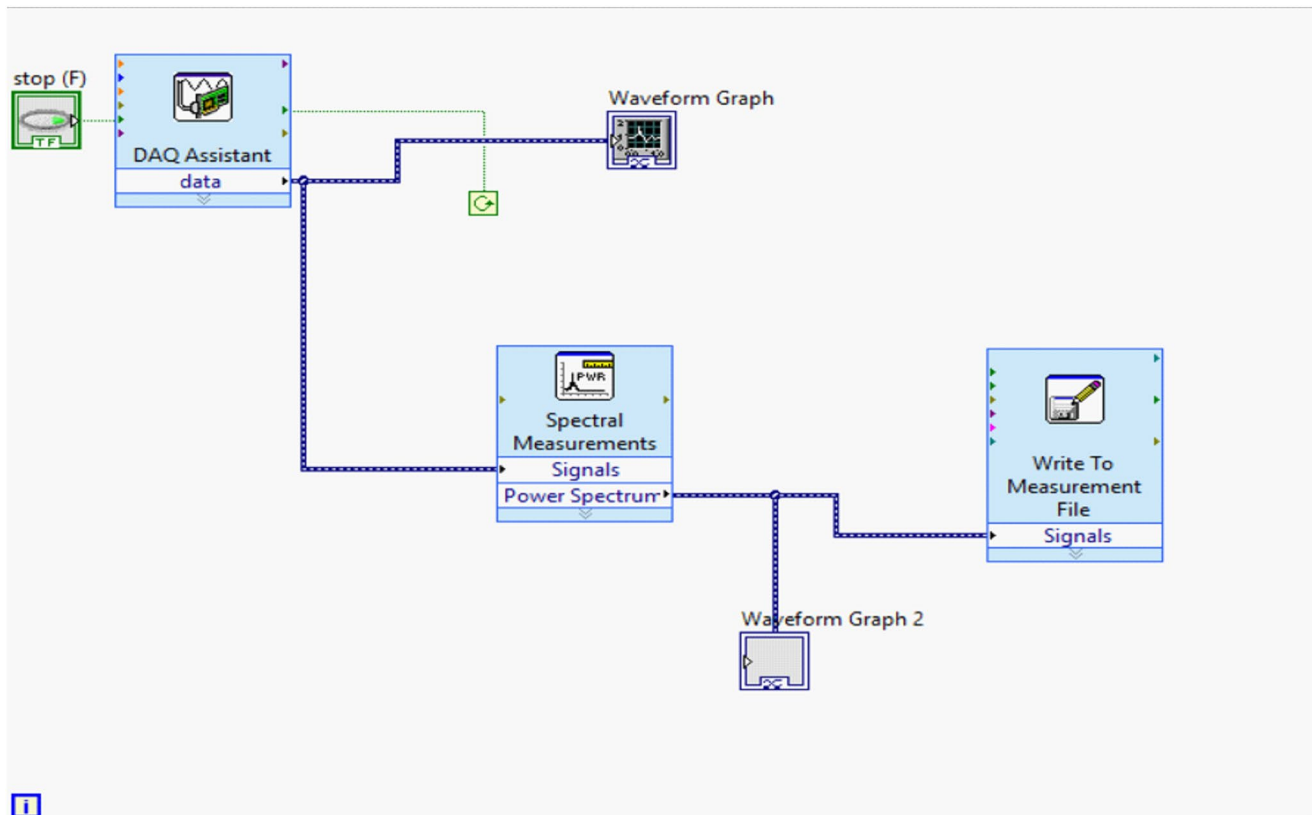 stop (F)
TF
DAQ Assistant
data
Waveform Graph
PWR
Spectral
Measurements
Signals
Power Spectrum
Write To
Measurement
File
Signals
Waveform Graph 2
i